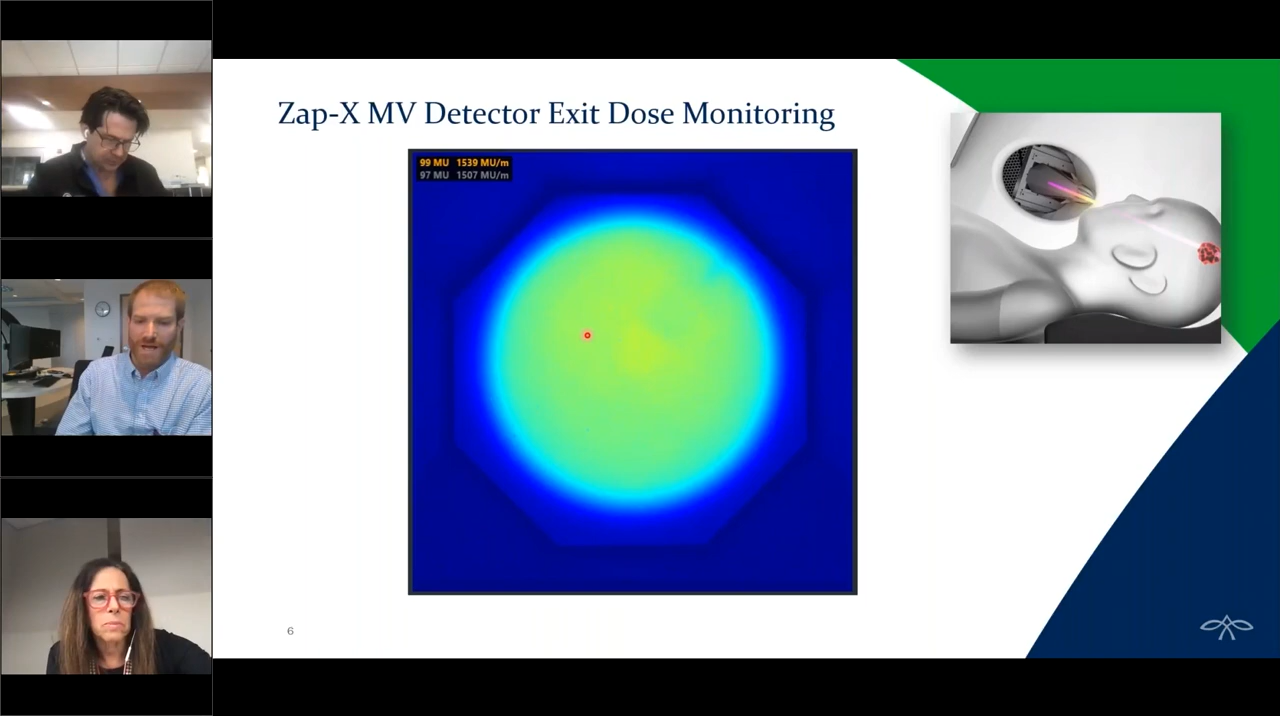 Zap-X MV Detector Exit Dose Monitoring
99 MU 1539 MU/m
97 MU 1507 MU/m
6